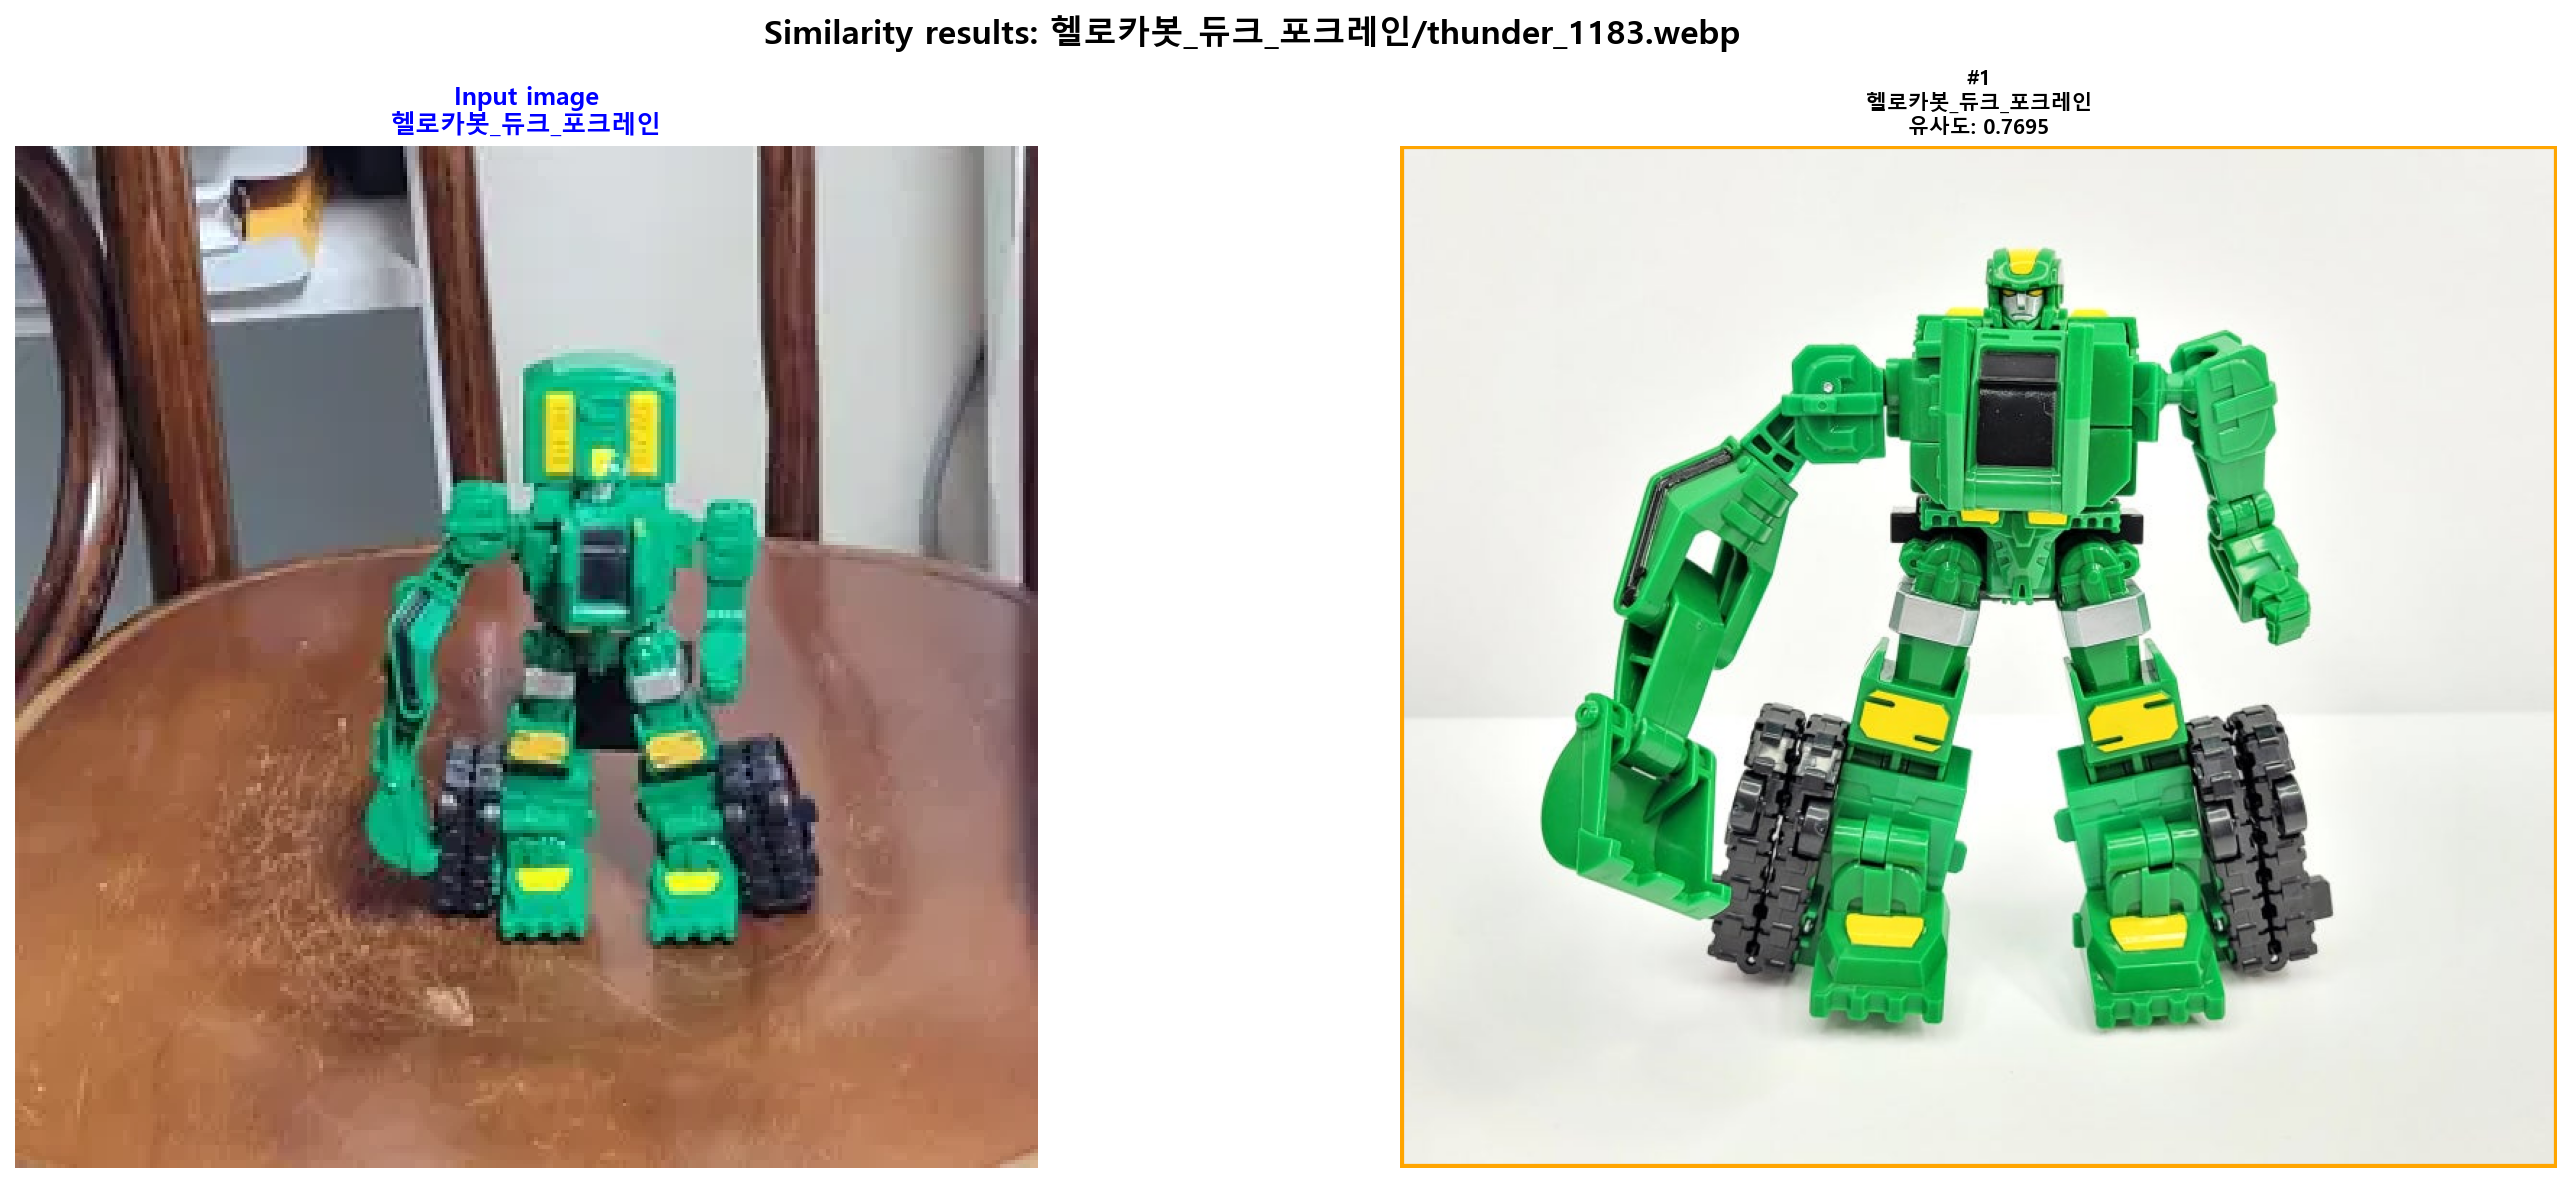 Similarity results: 헬로카봇_듀크_포크레인/thunder_1183.webp
Input image
헬로카봇_듀크_포크레인
#1
헬로카봇_듀크_포크레인
유사도: 0.7695